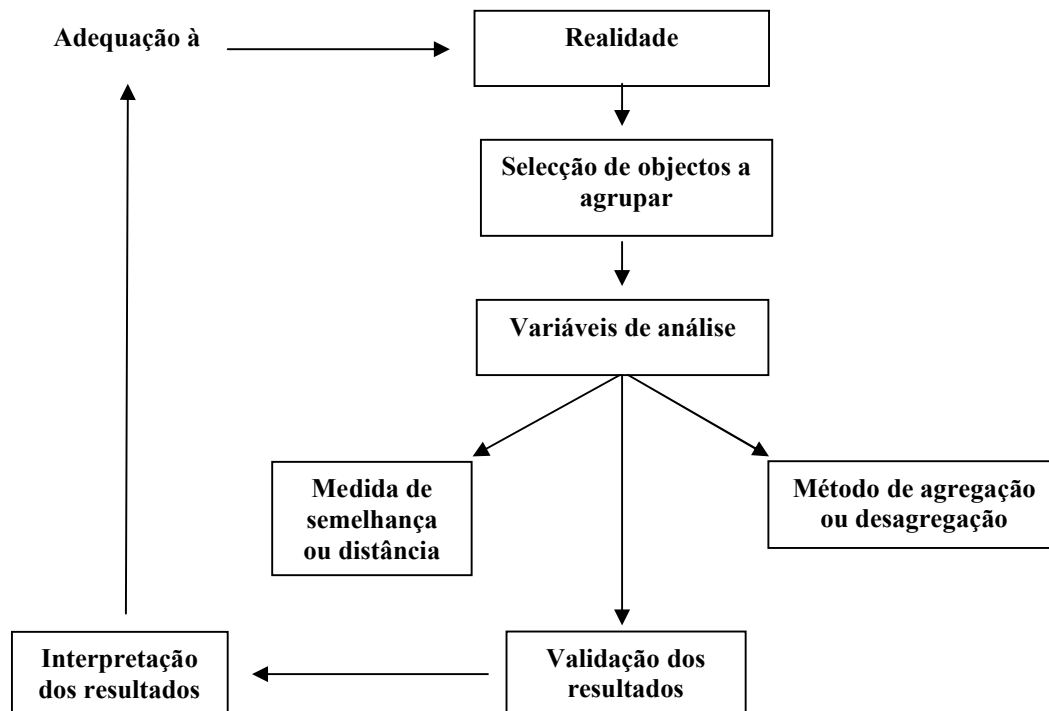 Adequação à
Realidade
Selecção de objectos a
agrupar
Variáveis de análise
Medida de
semelhança
ou distância
Método de agregação
ou desagregação
Interpretação
dos resultados
Validação dos
resultados